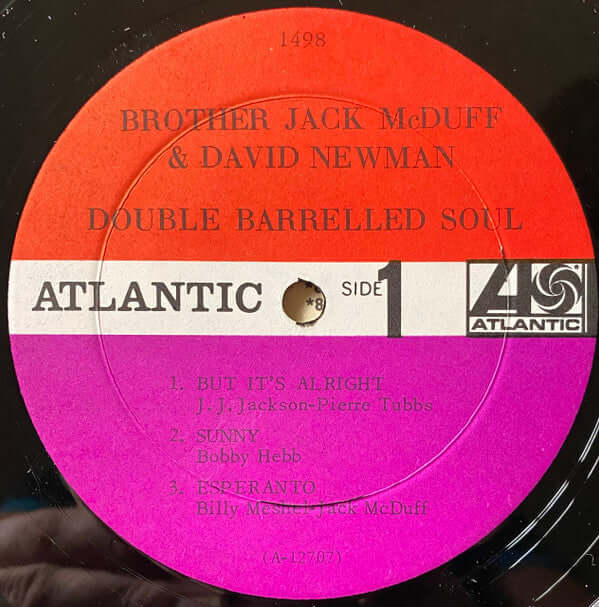 1498
BROTHER JACK McDUFF
& DAVID NEWMAN
DOUBLE BARRELLED SOUL
ATLANTIC SIDE 1 ATLANTIC
1. BUT IT'S ALRIGHT
J. J. Jackson-Pierre Tubbs
2. SUNNY
Bobby Hebb
3. ESPERANTO
Billy Meshel-Jack McDuff
(A-12707)